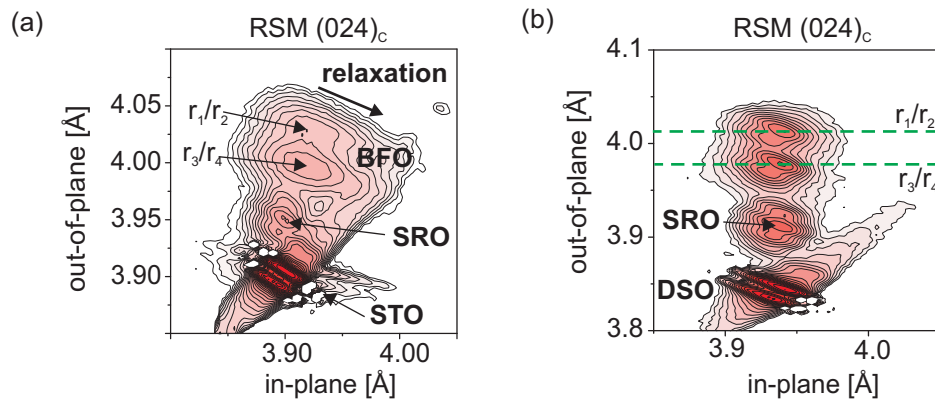 (a)
RSM (024)c
relaxation
r1/r2
r3/r4
BFO
SRO
STO
4.05
4.00
3.95
3.90
out-of-plane [Å]
3.90 4.00
in-plane [Å]
(b)
RSM (024)c
r1/r2
r3/r4
SRO
DSO
4.1
4.0
3.9
3.8
out-of-plane [Å]
3.9 4.0
in-plane [Å]